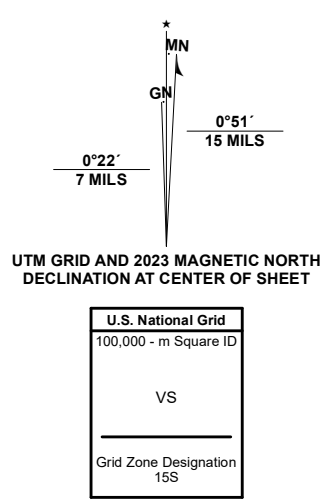 ★
MN
GN
0°51´
15 MILS
0°22´
7 MILS
UTM GRID AND 2023 MAGNETIC NORTH
DECLINATION AT CENTER OF SHEET
U.S. National Grid
100,000 - m Square ID
VS
Grid Zone Designation
15S